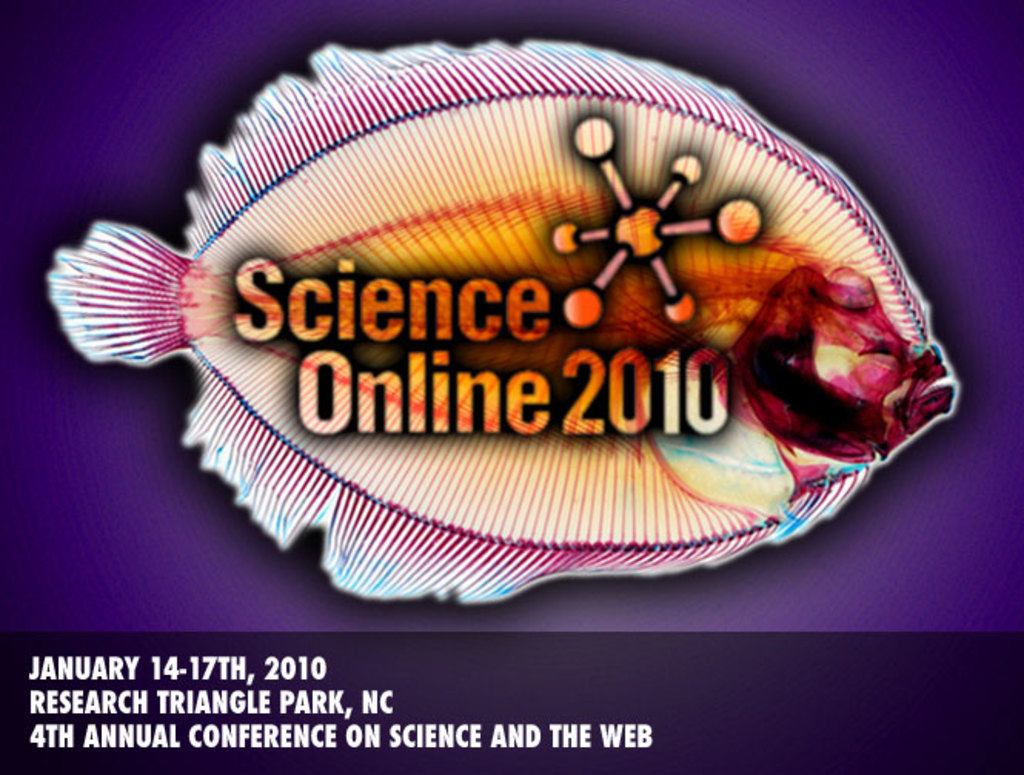 Science
Online 2010
JANUARY 14-17TH, 2010
RESEARCH TRIANGLE PARK, NC
4TH ANNUAL CONFERENCE ON SCIENCE AND THE WEB